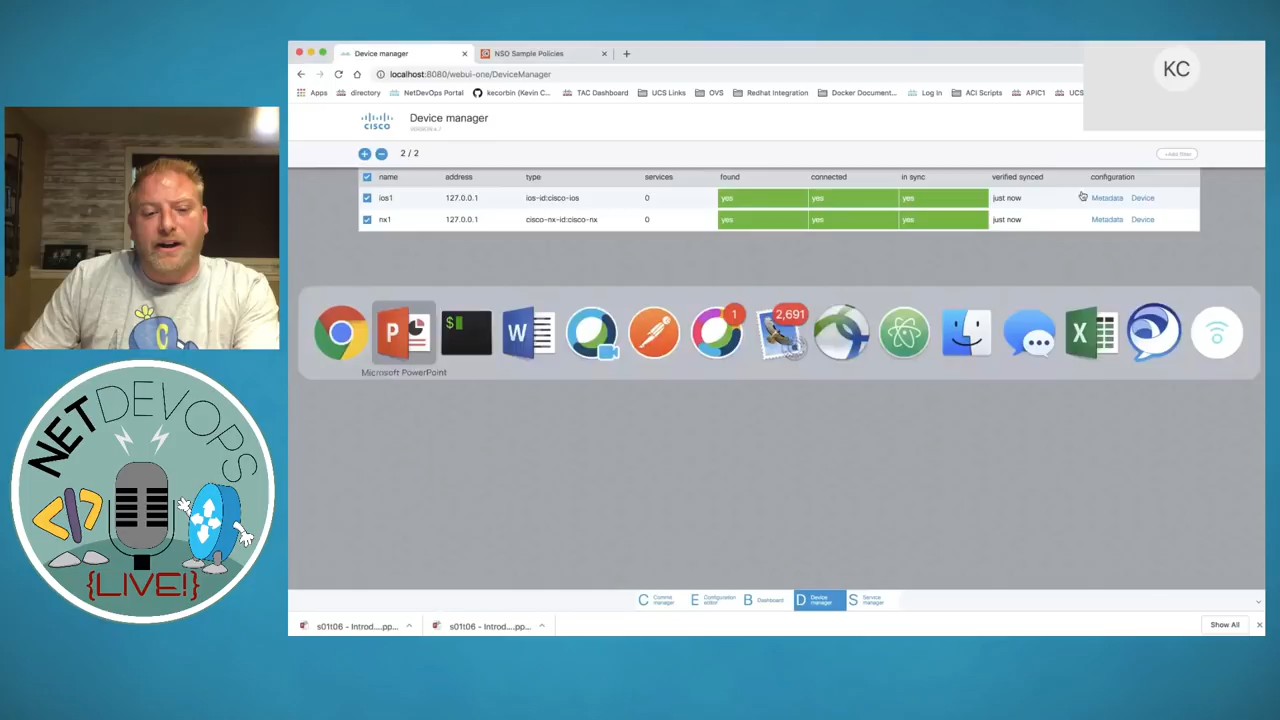 Device manager
NSO Sample Policies
localhost:8080/webui-one/DeviceManager
Apps
directory
NetDevOps Portal
kecorbin (Kevin C...
TAC Dashboard
UCS Links
OVS
Redhat Integration
Docker Documen...
Log In
ACI Scripts
APIC1
UCS
KC
CISCO
Device manager
2 / 2
name address type services found connected in sync verified synced configuration
ios1 127.0.0.1 ios-id:cisco-ios 0 yes yes yes just now Metadata Device
nx1 127.0.0.1 cisco-nx-id:cisco-nx 0 yes yes yes just now Metadata Device
P
$
W
1
2,691
X
Microsoft PowerPoint
NETDEVOPS
</>
{LIVE!}
C
Commit manager
E
Configuration editor
B
Dashboard
D
Device manager
S
Service manager
s01t06 - Introd....pp...
s01t06 - Introd....pp...
Show All